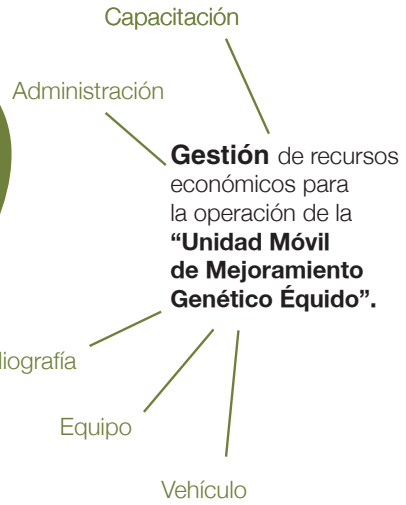 Capacitación
Administración
Gestión de recursos
económicos para
la operación de la
“Unidad Móvil
de Mejoramiento
Genético Équido”.
Equipo
Vehículo